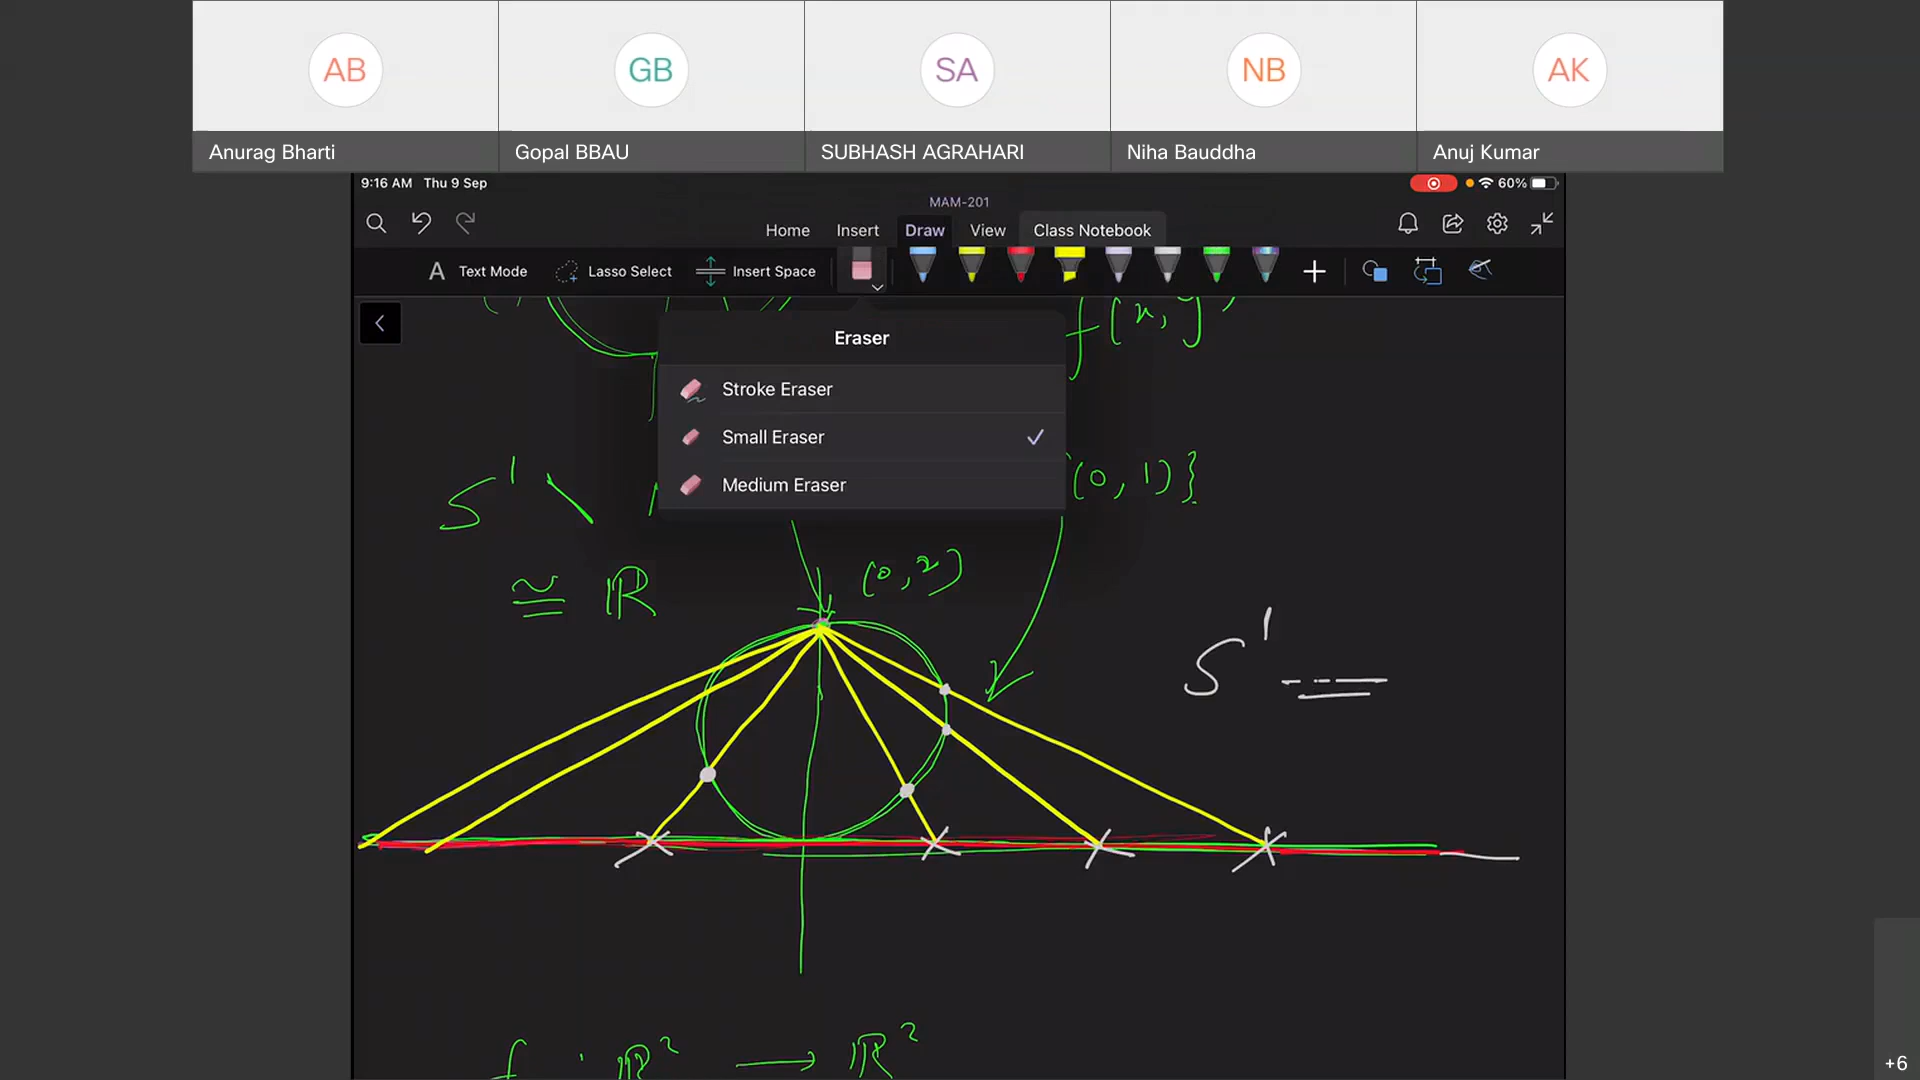 AB GB SA NB AK
Anurag Bharti Gopal BBAU SUBHASH AGRAHARI Niha Bauddha Anuj Kumar
9:16 AM Thu 9 Sep 60%
MAM-201
Home Insert Draw View Class Notebook
A Text Mode Lasso Select Insert Space
f(x, y)
Eraser
Stroke Eraser
Small Eraser
Medium Eraser
S¹ \ (0, 1)}
(0, 2)
≅ ℝ
S¹
f : ℝ² → ℝ²
+6